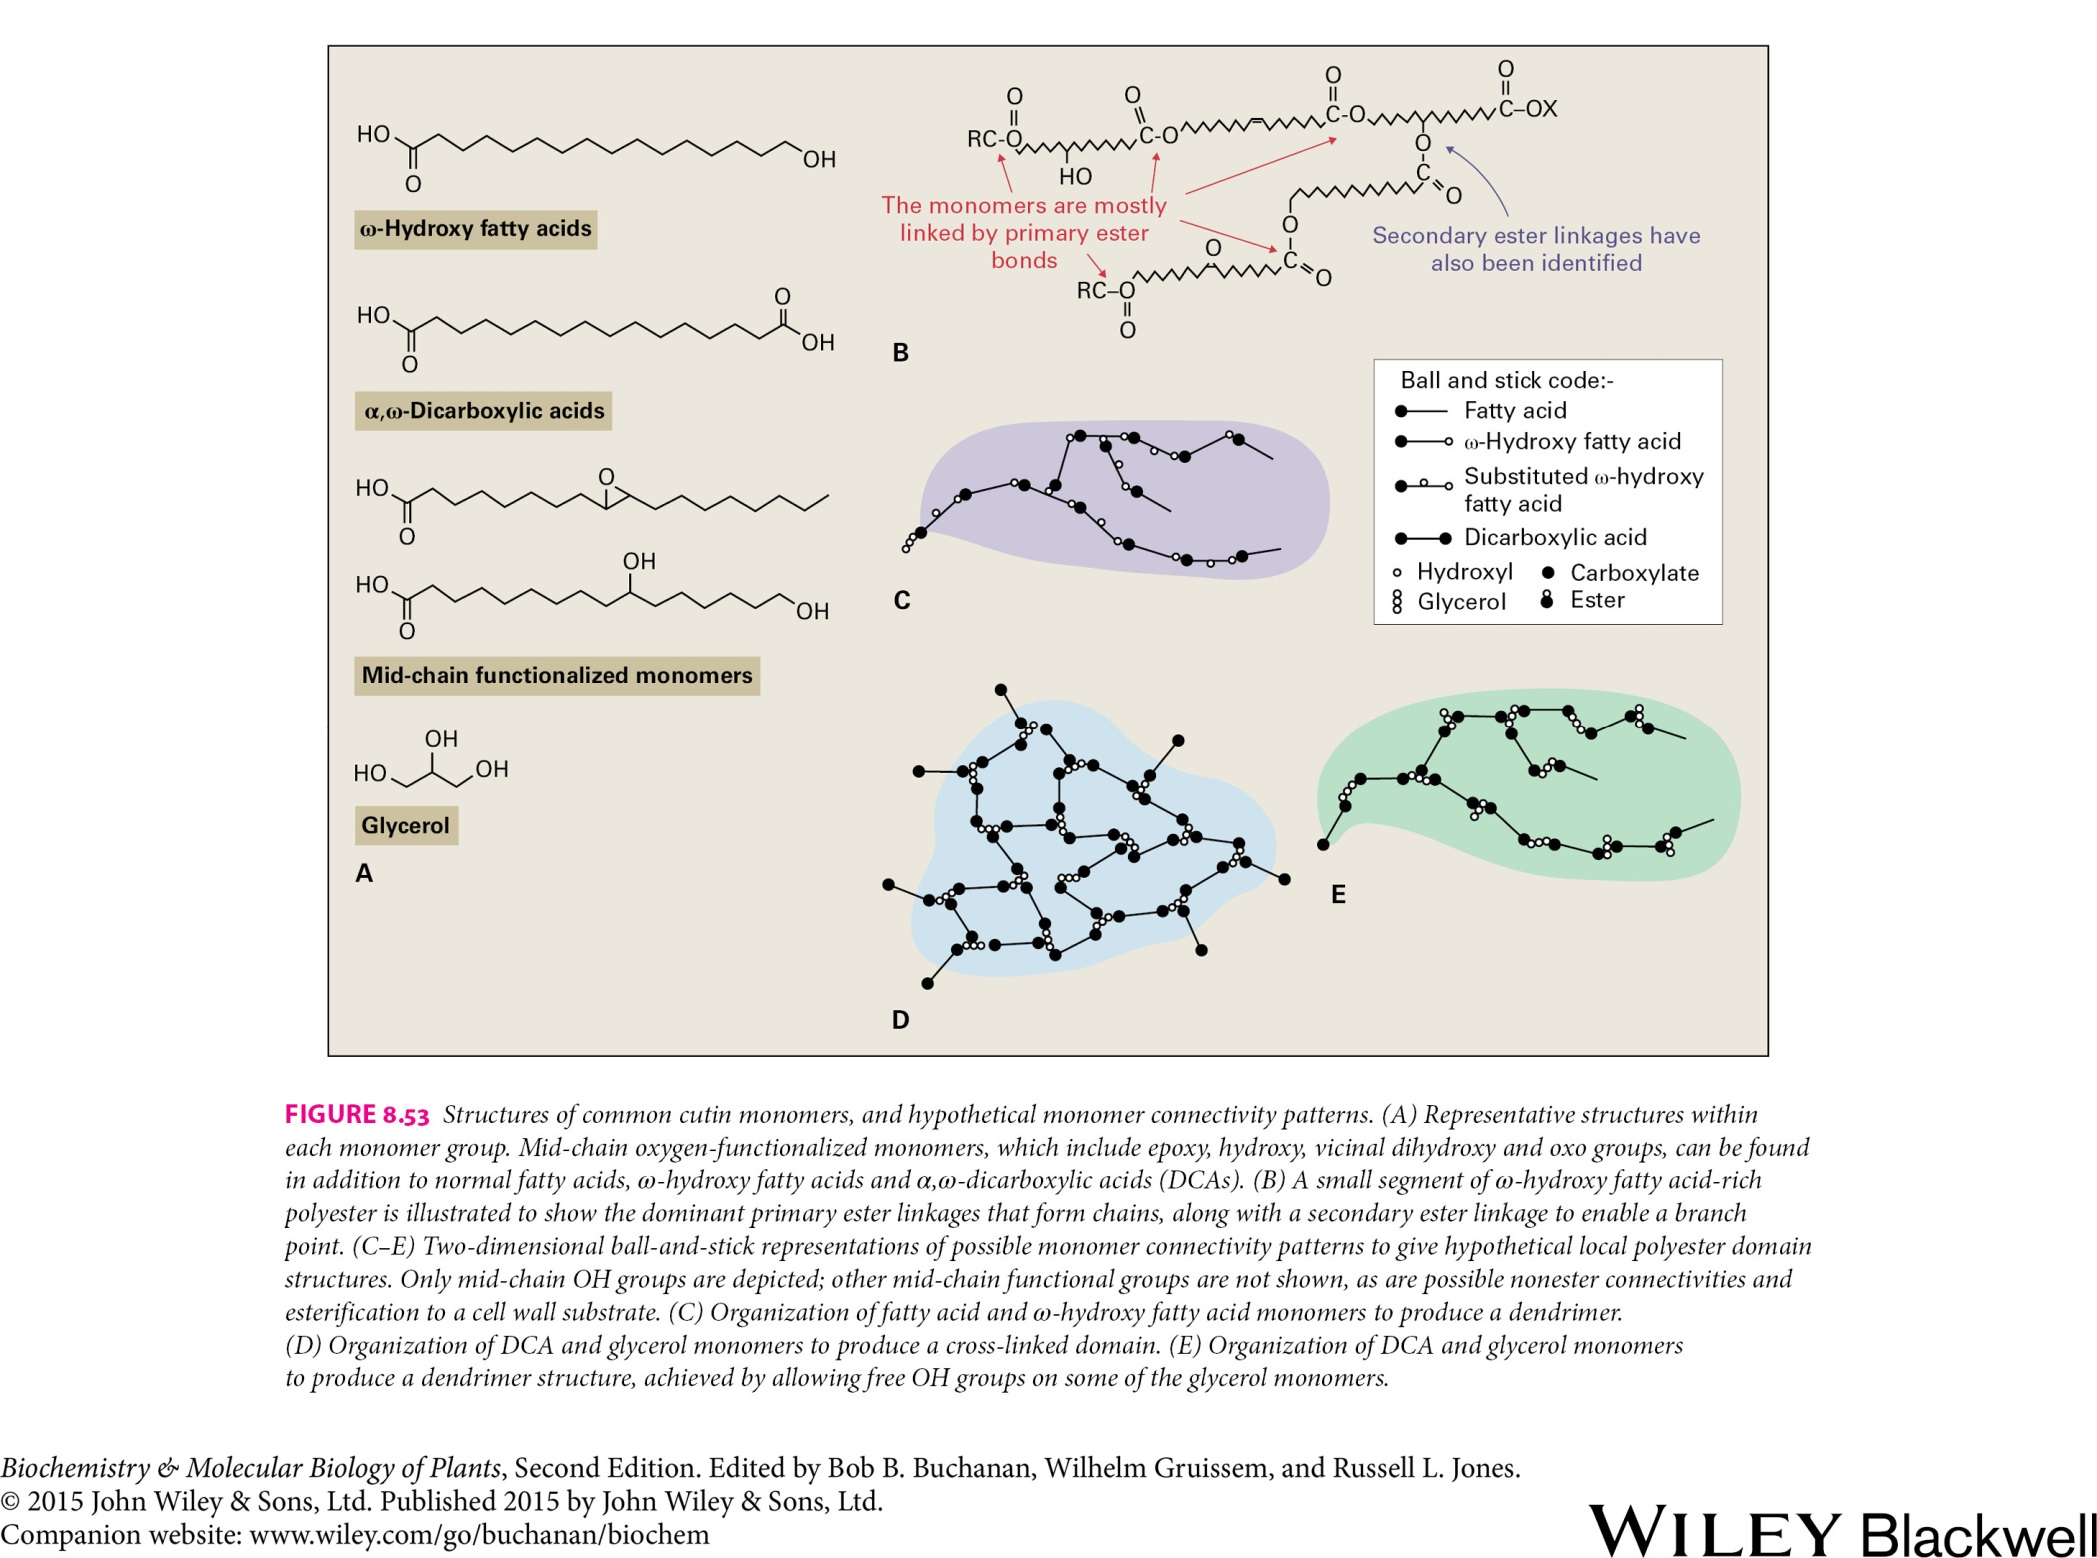 HO
OH
O
ω-Hydroxy fatty acids
HO
O
O
OH
α,ω-Dicarboxylic acids
HO
O
O
HO
O
OH
OH
Mid-chain functionalized monomers
OH
HO
OH
Glycerol
A
O
O
O
O
RC-O
C-O
C-O
C–OX
HO
O
C
O
O
C
O
O
RC–O
O
The monomers are mostly
linked by primary ester
bonds
Secondary ester linkages have
also been identified
B
Ball and stick code:-
Fatty acid
ω-Hydroxy fatty acid
Substituted ω-hydroxy
fatty acid
Dicarboxylic acid
Hydroxyl
Carboxylate
Glycerol
Ester
C
D
E
FIGURE 8.53 Structures of common cutin monomers, and hypothetical monomer connectivity patterns. (A) Representative structures within
each monomer group. Mid-chain oxygen-functionalized monomers, which include epoxy, hydroxy, vicinal dihydroxy and oxo groups, can be found
in addition to normal fatty acids, ω-hydroxy fatty acids and α,ω-dicarboxylic acids (DCAs). (B) A small segment of ω-hydroxy fatty acid-rich
polyester is illustrated to show the dominant primary ester linkages that form chains, along with a secondary ester linkage to enable a branch
point. (C–E) Two-dimensional ball-and-stick representations of possible monomer connectivity patterns to give hypothetical local polyester domain
structures. Only mid-chain OH groups are depicted; other mid-chain functional groups are not shown, as are possible nonester connectivities and
esterification to a cell wall substrate. (C) Organization of fatty acid and ω-hydroxy fatty acid monomers to produce a dendrimer.
(D) Organization of DCA and glycerol monomers to produce a cross-linked domain. (E) Organization of DCA and glycerol monomers
to produce a dendrimer structure, achieved by allowing free OH groups on some of the glycerol monomers.
Biochemistry & Molecular Biology of Plants, Second Edition. Edited by Bob B. Buchanan, Wilhelm Gruissem, and Russell L. Jones.
© 2015 John Wiley & Sons, Ltd. Published 2015 by John Wiley & Sons, Ltd.
Companion website: www.wiley.com/go/buchanan/biochem
WILEY Blackwell